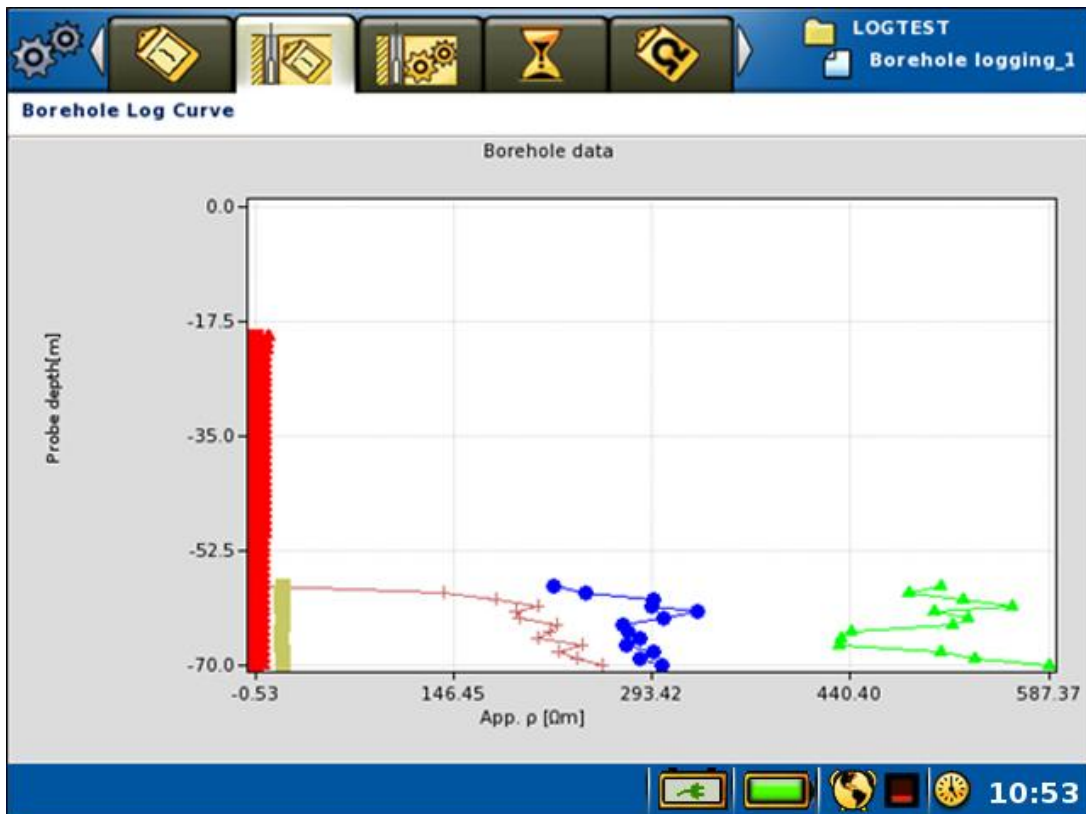 LOGTEST
Borehole logging_1
Borehole Log Curve
Borehole data
0.0
-17.5
-35.0
-52.5
-70.0
Probe depth[m]
-0.53 146.45 293.42 440.40 587.37
App. ρ [Ωm]
10:53